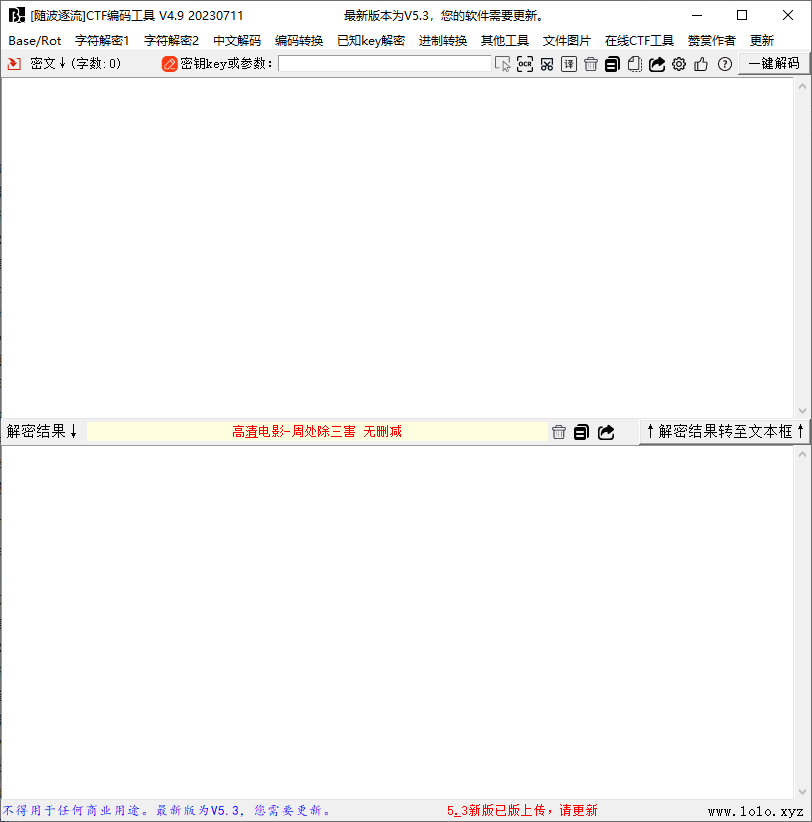 [随波逐流]CTF编码工具 V4.9 20230711 最新版本为V5.3，您的软件需要更新。
Base/Rot 字符解密1 字符解密2 中文解码 编码转换 已知key解密 进制转换 其他工具 文件图片 在线CTF工具 赞赏作者 更新
密文↓(字数:0) 密钥key或参数: OCR 译 一键解码
解密结果↓ 高清电影-周处除三害 无删减 ↑解密结果转至文本框↑
不得用于任何商业用途。最新版为V5.3, 您需要更新。 5.3新版已版上传，请更新 www.1o1o.xyz